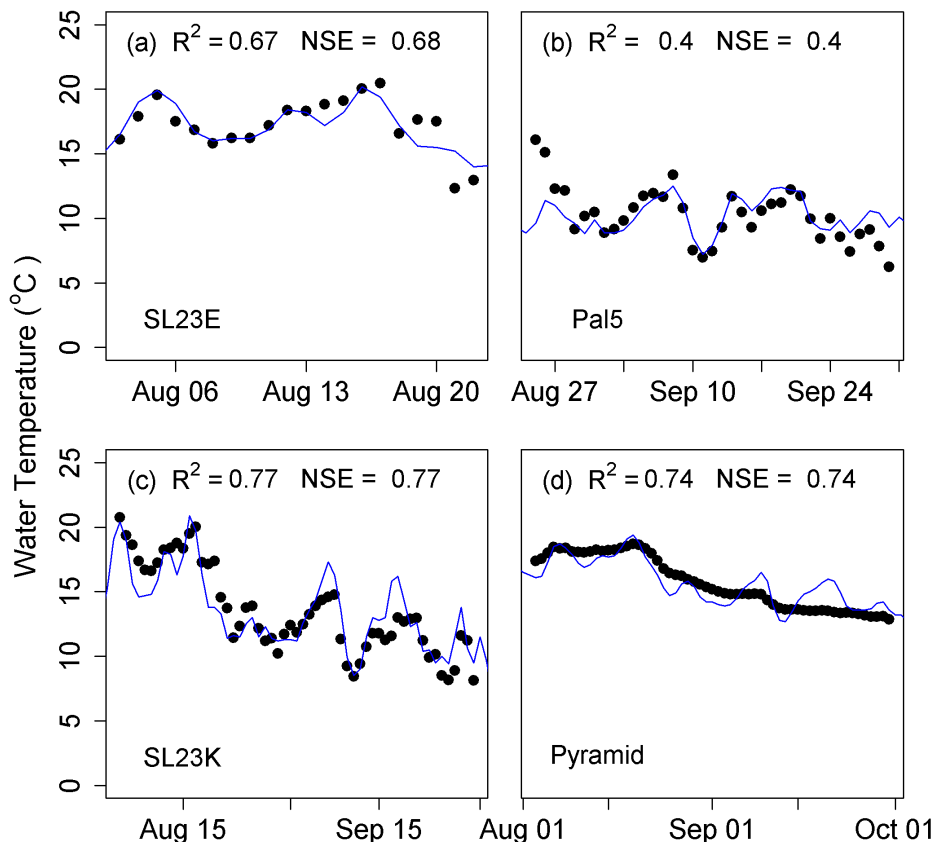 Water Temperature (°C)
(a) R² = 0.67 NSE = 0.68
25
20
15
10
5
0
SL23E
Aug 06 Aug 13 Aug 20
(b) R² = 0.4 NSE = 0.4
Pal5
Aug 27 Sep 10 Sep 24
(c) R² = 0.77 NSE = 0.77
25
20
15
10
5
0
SL23K
Aug 15 Sep 15
(d) R² = 0.74 NSE = 0.74
Pyramid
Aug 01 Sep 01 Oct 01